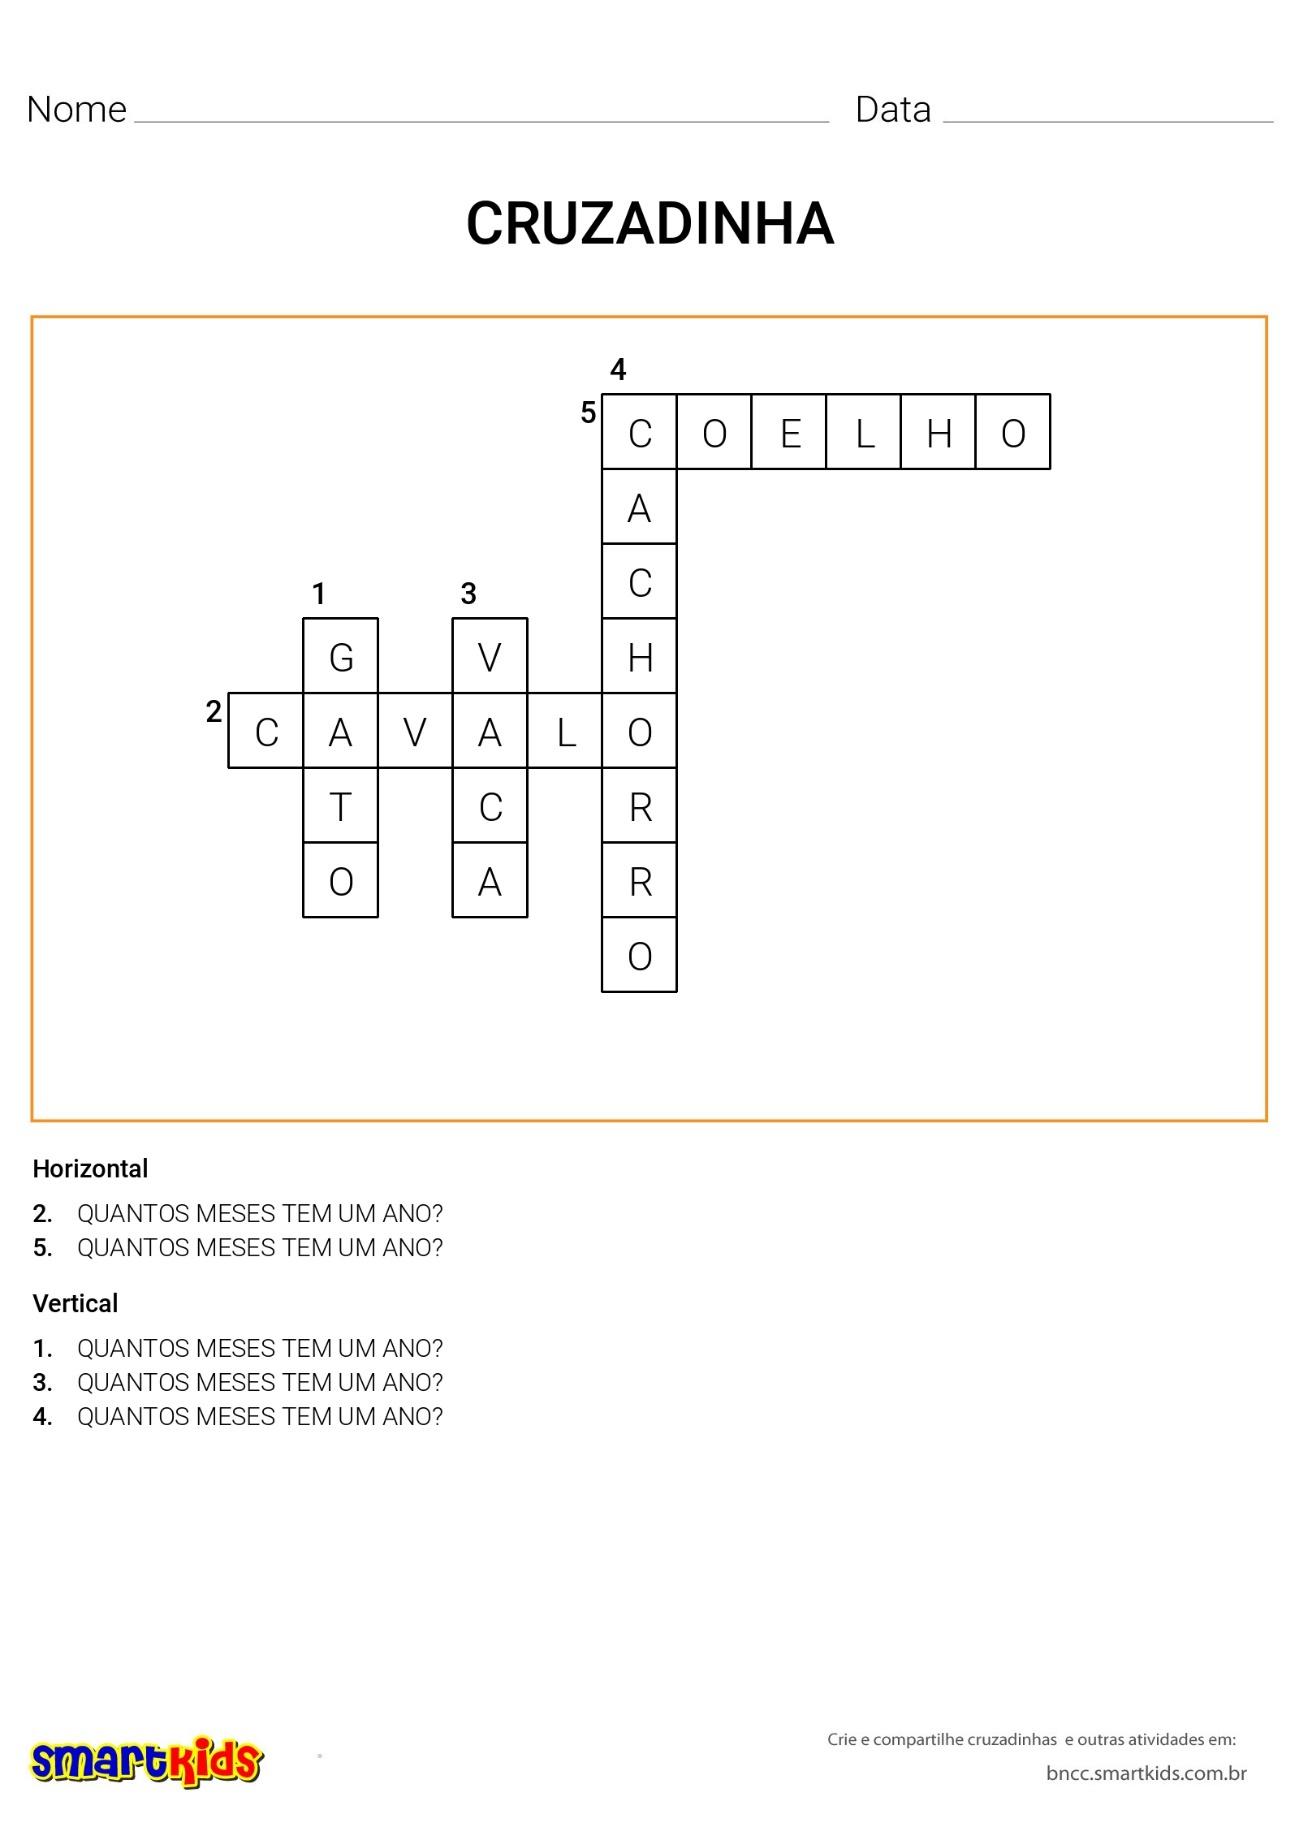 Nome Data
CRUZADINHA
4
5 C O E L H O
A
1 3 C
G V H
2 C A V A L O
T C R
O A R
O
Horizontal
2. QUANTOS MESES TEM UM ANO?
5. QUANTOS MESES TEM UM ANO?
Vertical
1. QUANTOS MESES TEM UM ANO?
3. QUANTOS MESES TEM UM ANO?
4. QUANTOS MESES TEM UM ANO?
smartkids
Crie e compartilhe cruzadinhas e outras atividades em:
bncc.smartkids.com.br